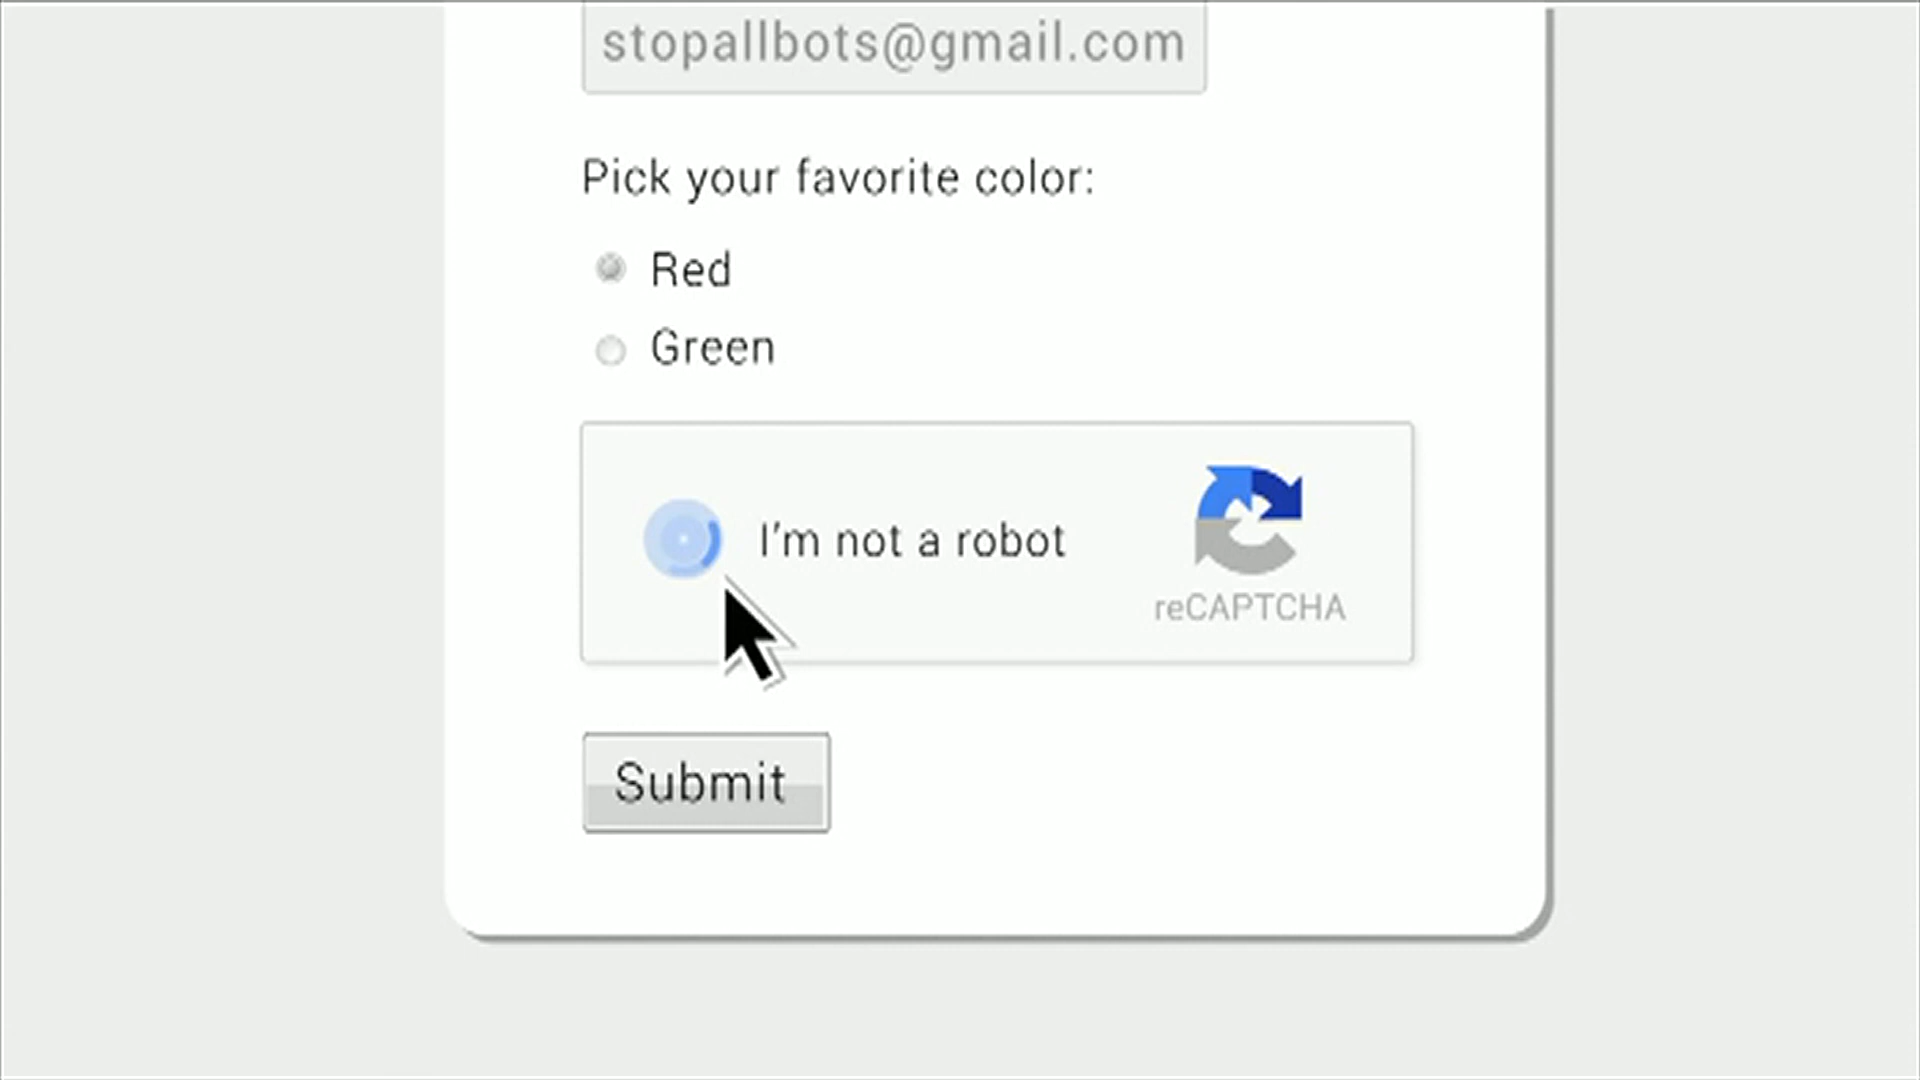 stopallbots@gmail.com
Pick your favorite color:
Red
Green
I'm not a robot
reCAPTCHA
Submit